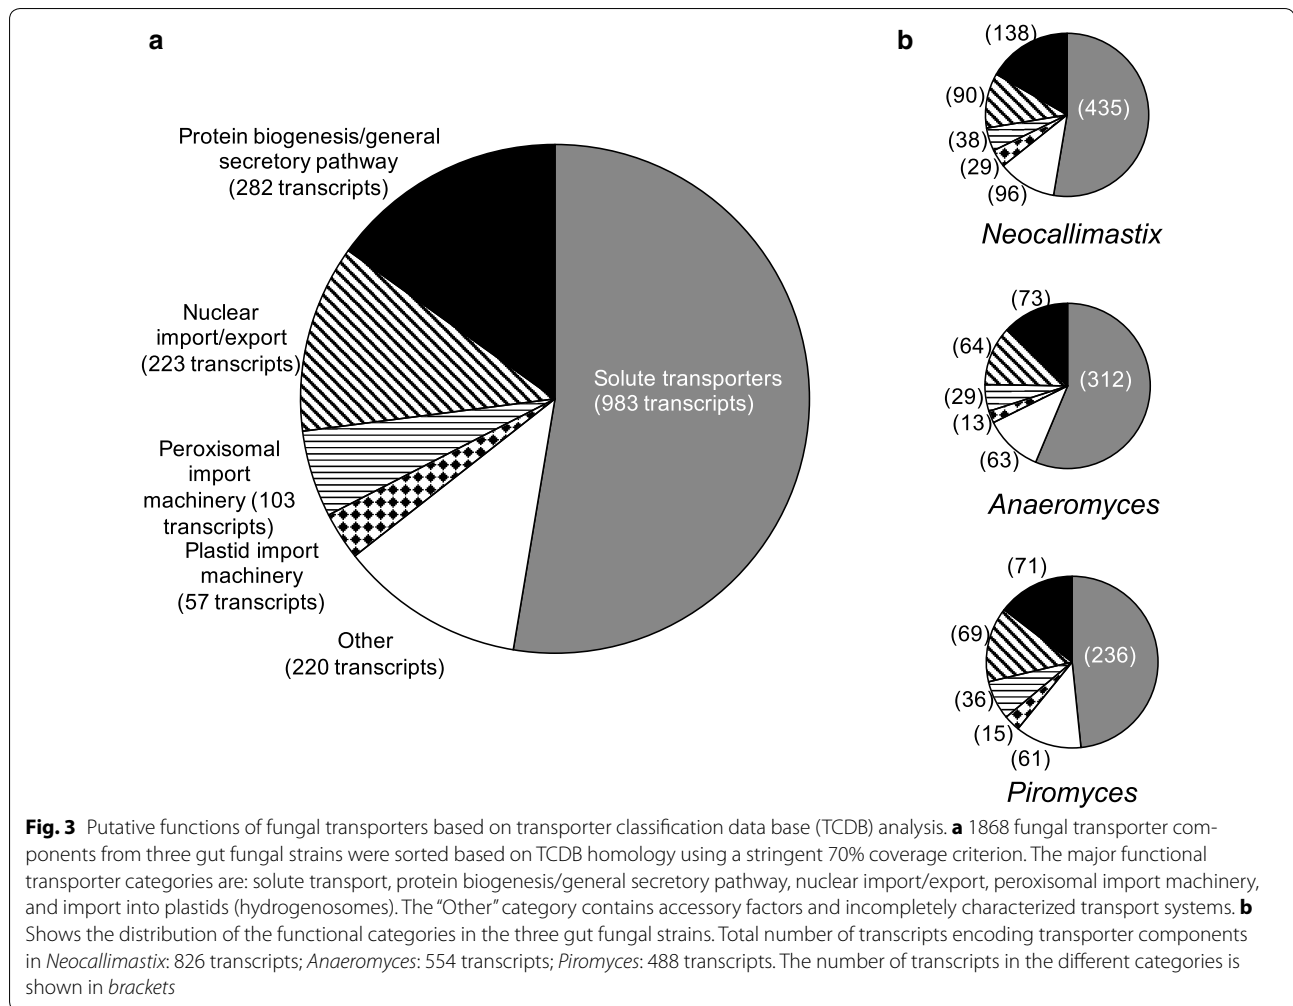 a
Protein biogenesis/general
secretory pathway
(282 transcripts)
Nuclear
import/export
(223 transcripts)
Peroxisomal
import
machinery (103
transcripts)
Plastid import
machinery
(57 transcripts)
Other
(220 transcripts)
Solute transporters
(983 transcripts)
b
(138)
(90)
(38)
(29)
(96)
(435)
Neocallimastix
(73)
(64)
(29)
(13)
(63)
(312)
Anaeromyces
(71)
(69)
(36)
(15)
(61)
(236)
Piromyces
Fig. 3 Putative functions of fungal transporters based on transporter classification data base (TCDB) analysis. a 1868 fungal transporter com-
ponents from three gut fungal strains were sorted based on TCDB homology using a stringent 70% coverage criterion. The major functional
transporter categories are: solute transport, protein biogenesis/general secretory pathway, nuclear import/export, peroxisomal import machinery,
and import into plastids (hydrogenosomes). The “Other” category contains accessory factors and incompletely characterized transport systems. b
Shows the distribution of the functional categories in the three gut fungal strains. Total number of transcripts encoding transporter components
in Neocallimastix: 826 transcripts; Anaeromyces: 554 transcripts; Piromyces: 488 transcripts. The number of transcripts in the different categories is
shown in brackets